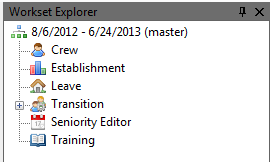 Workset Explorer
8/6/2012 - 6/24/2013 (master)
Crew
Establishment
Leave
Transition
Seniority Editor
Training